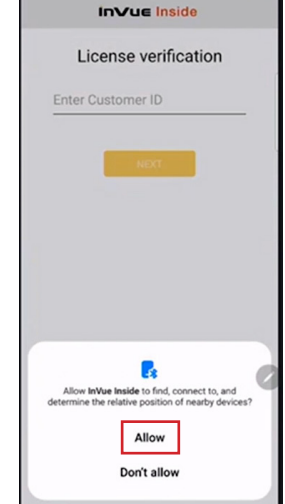 InVue Inside
License verification
Enter Customer ID
NEXT
Allow InVue Inside to find, connect to, and
determine the relative position of nearby devices?
Allow
Don't allow